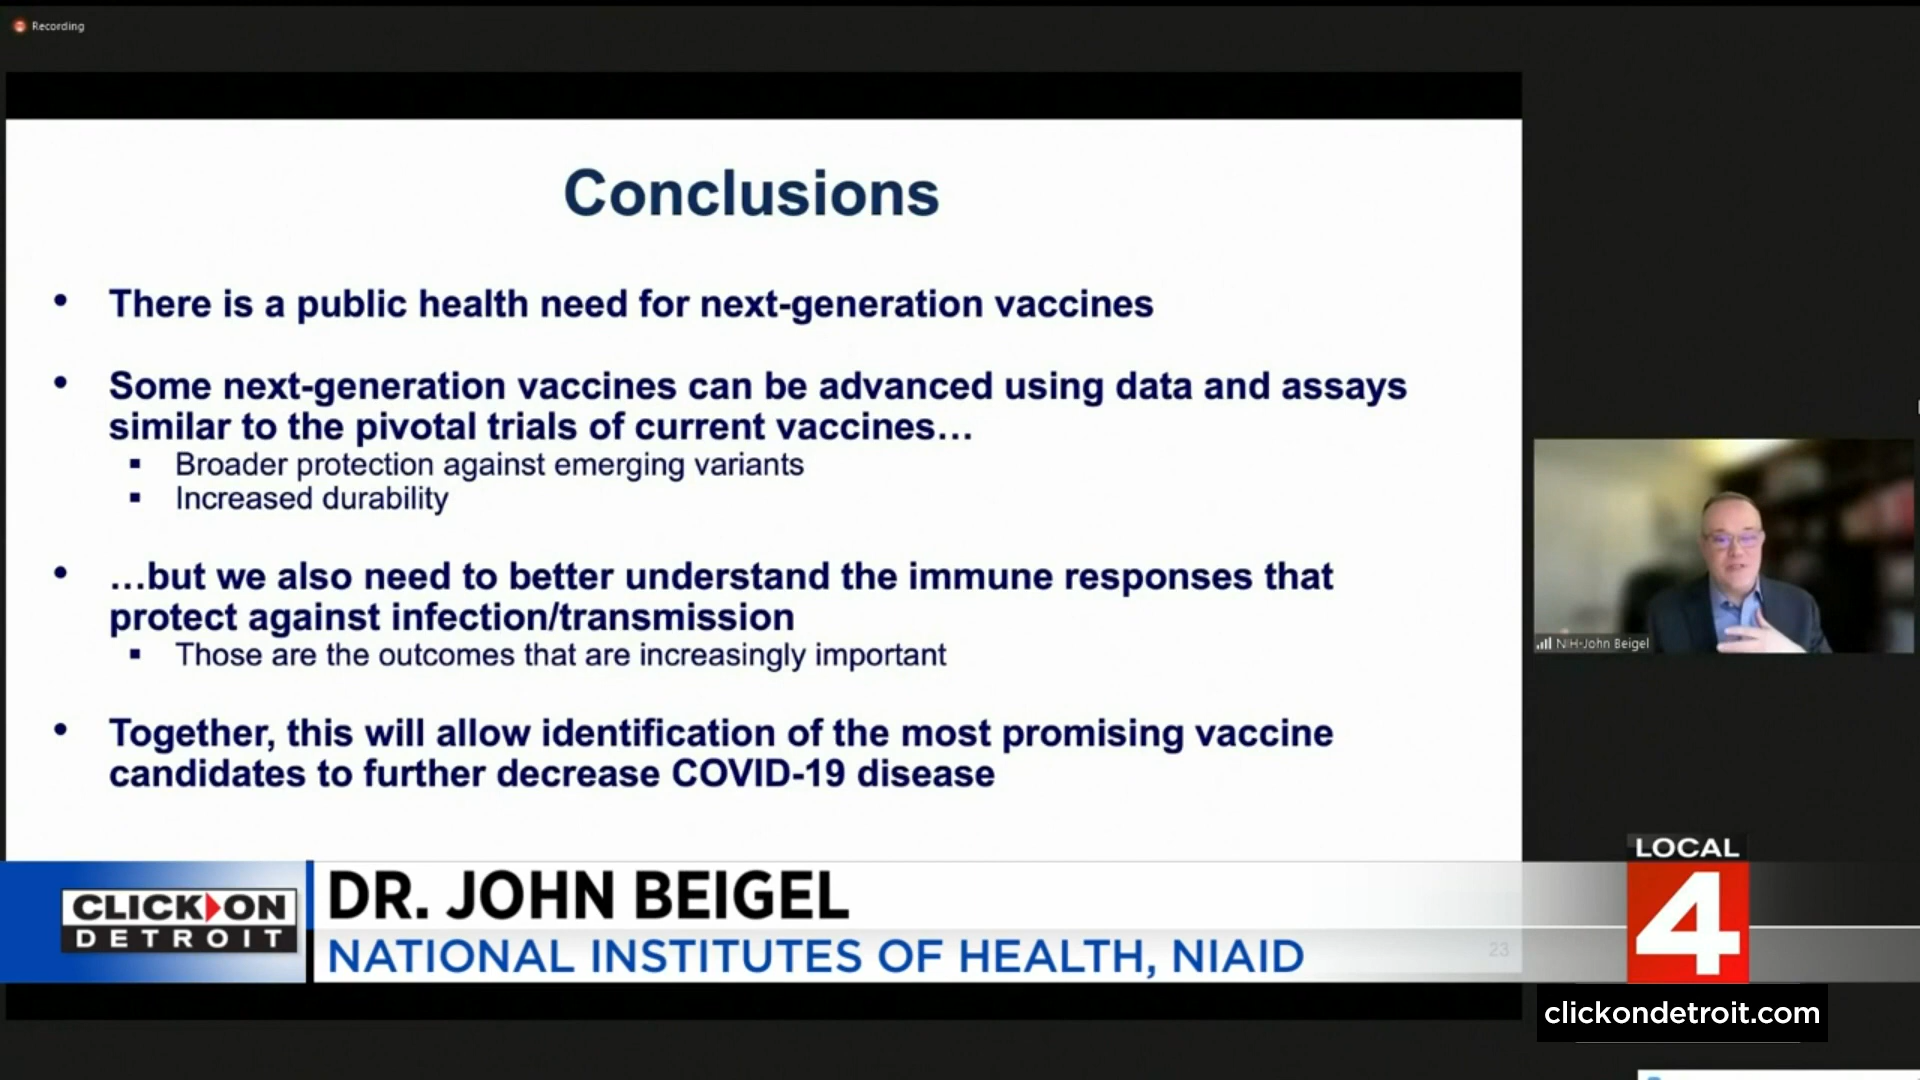 Recording
Conclusions
• There is a public health need for next-generation vaccines
• Some next-generation vaccines can be advanced using data and assays
similar to the pivotal trials of current vaccines…
▪ Broader protection against emerging variants
▪ Increased durability
• …but we also need to better understand the immune responses that
protect against infection/transmission
▪ Those are the outcomes that are increasingly important
• Together, this will allow identification of the most promising vaccine
candidates to further decrease COVID-19 disease
NIH-John Beigel
LOCAL
4
CLICK ON
DETROIT
DR. JOHN BEIGEL
NATIONAL INSTITUTES OF HEALTH, NIAID
23
clickondetroit.com